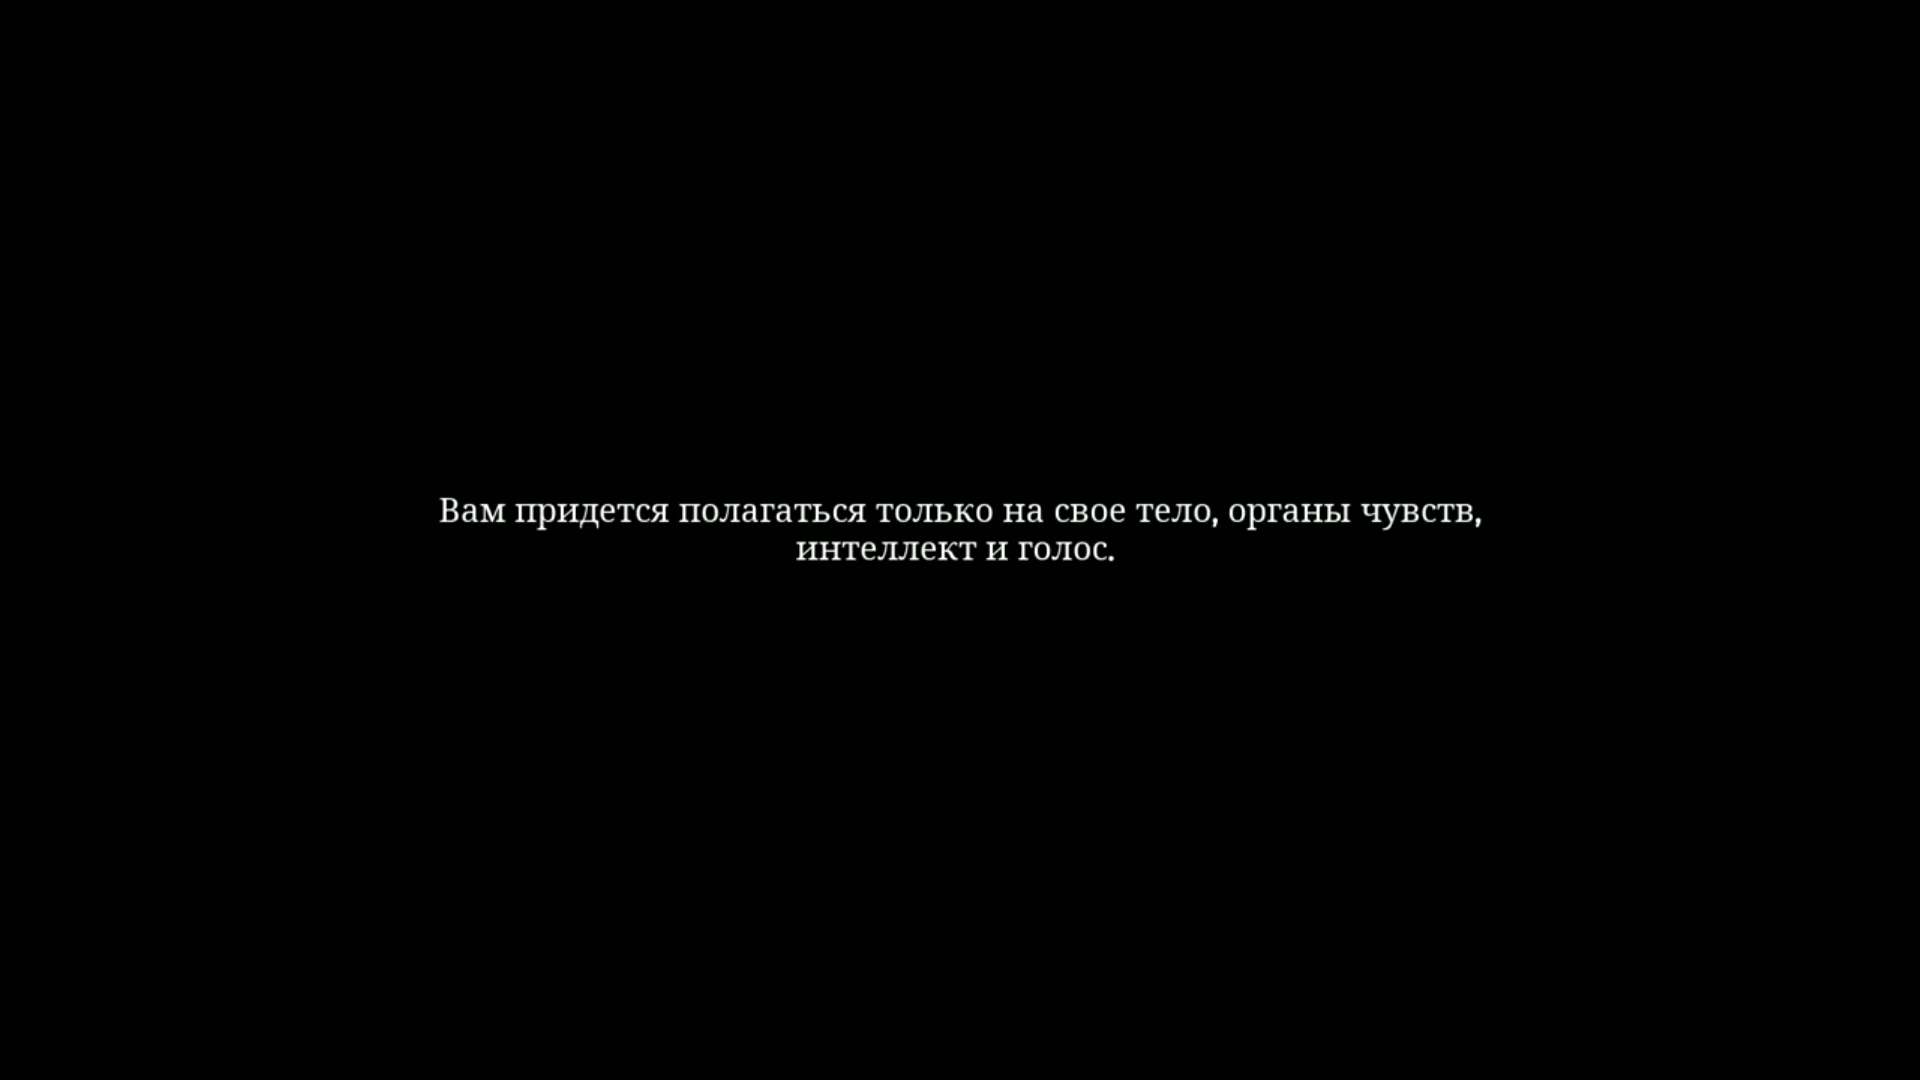 Вам придется полагаться только на свое тело, органы чувств,
интеллект и голос.